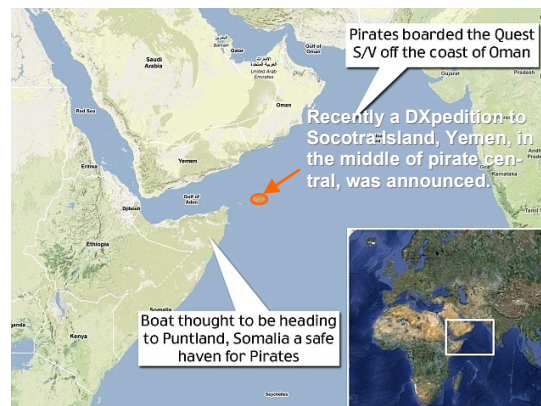 Pirates boarded the Quest
S/V off the coast of Oman
Recently a DXpedition to
Socotra Island, Yemen, in
the middle of pirate cen-
tral, was announced.
Boat thought to be heading
to Puntland, Somalia a safe
haven for Pirates
Bahrain
Qatar
Gulf of
Oman
Saudi
Arabia
United Arab
Emirates
Gujarat
Pradesh
Oman
Red Sea
Yemen
Eritrea
Karnataka
Gulf of
Aden
Djibouti
Tamil
Ethiopia
Somalia
Kenya
Seychelles